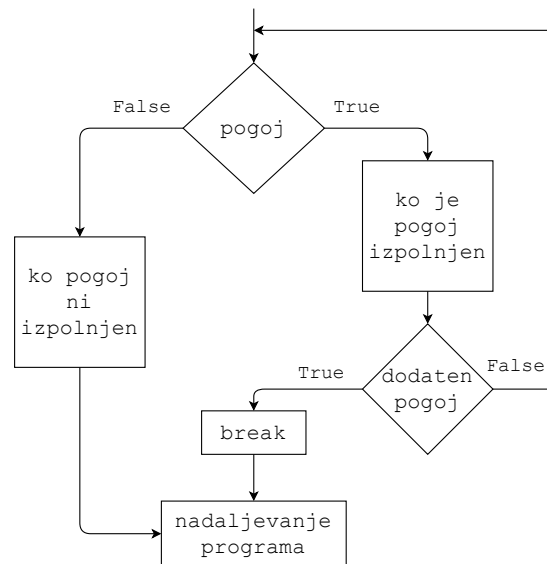 False
True
pogoj
ko je
pogoj
izpolnjen
ko pogoj
ni
izpolnjen
True
dodaten
pogoj
False
break
nadaljevanje
programa